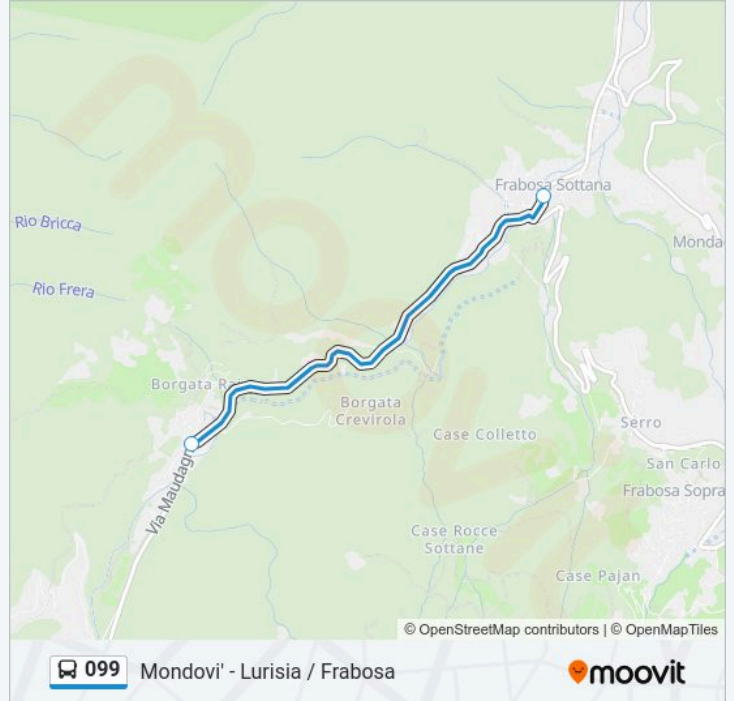 Frabosa Sottana
Rio Bricca
Monda
Rio Frera
Borgata
Borgata
Crevirola
Serro
Case Colletto
San Carlo
Via Maudagn
Frabosa Sopra
Case Rocce
Sottane
Case Pajan
© OpenStreetMap contributors | © OpenMapTiles
099 Mondovi' - Lurisia / Frabosa
moovit